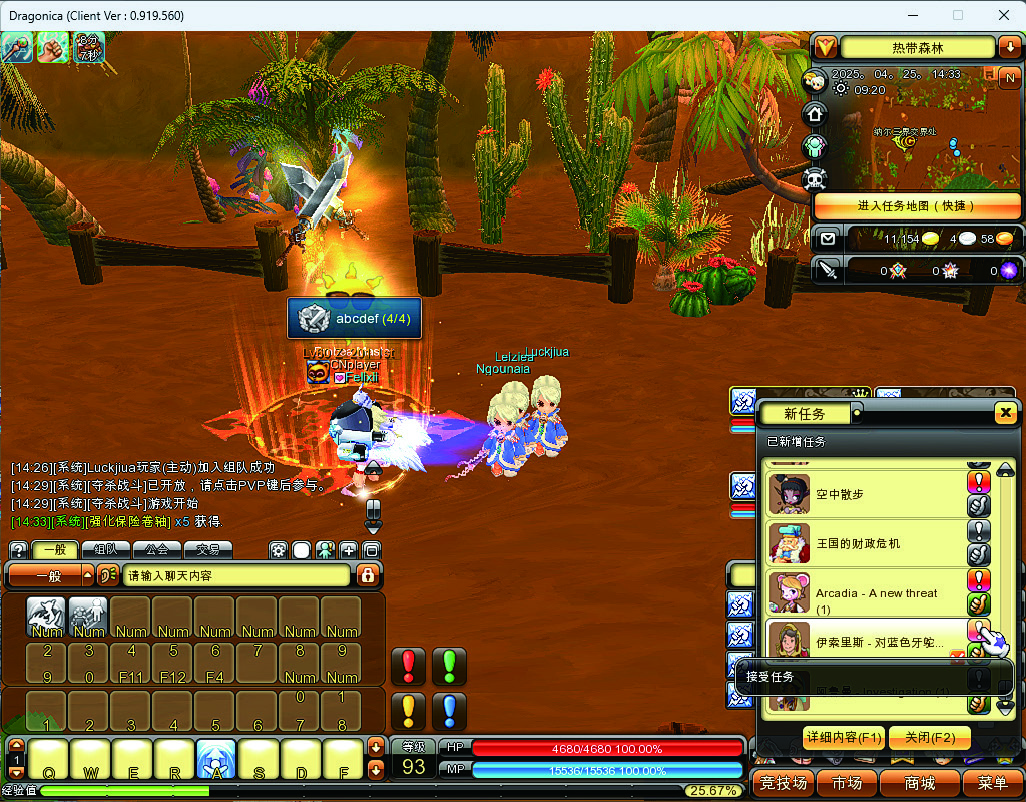 Dragonica (Client Ver : 0.919.560)
8分
7秒
热带森林
2025。 04。 25。 14:33
09:20
N
纳尔三界交界处
进入任务地图 ( 快捷 )
11,154 4 58
0 0 0
abcdef (4/4)
CNplayer
Felixil
Luckjiua
Lelziea
Ngounaia
[14:26][系统]Luckjiua玩家(主动)加入组队成功
[14:29][系统][夺杀战斗]已开放，请点击PVP键后参与。
[14:29][系统][夺杀战斗]游戏开始
[14:33][系统][强化保险卷轴] x5 获得.
? 一般 组队 公会 交易
一般 请输入聊天内容
Num Num Num Num Num Num Num Num
2 3 4 5 6 7 8 9
9 0 F11 F12 F4 Num Num
0 1
1 2 3 4 5 6 7 8
1 Q W E R A S D F
等级
93
HP 4680/4680 100.00%
MP 15536/15536 100.00%
经验值 25.67%
新任务
已新增任务
空中散步
王国的财政危机
Arcadia - A new threat
(1)
伊索里斯 - 对蓝色牙鸵...
接受任务
详细内容(F1) 关闭(F2)
竞技场 市场 商城 菜单